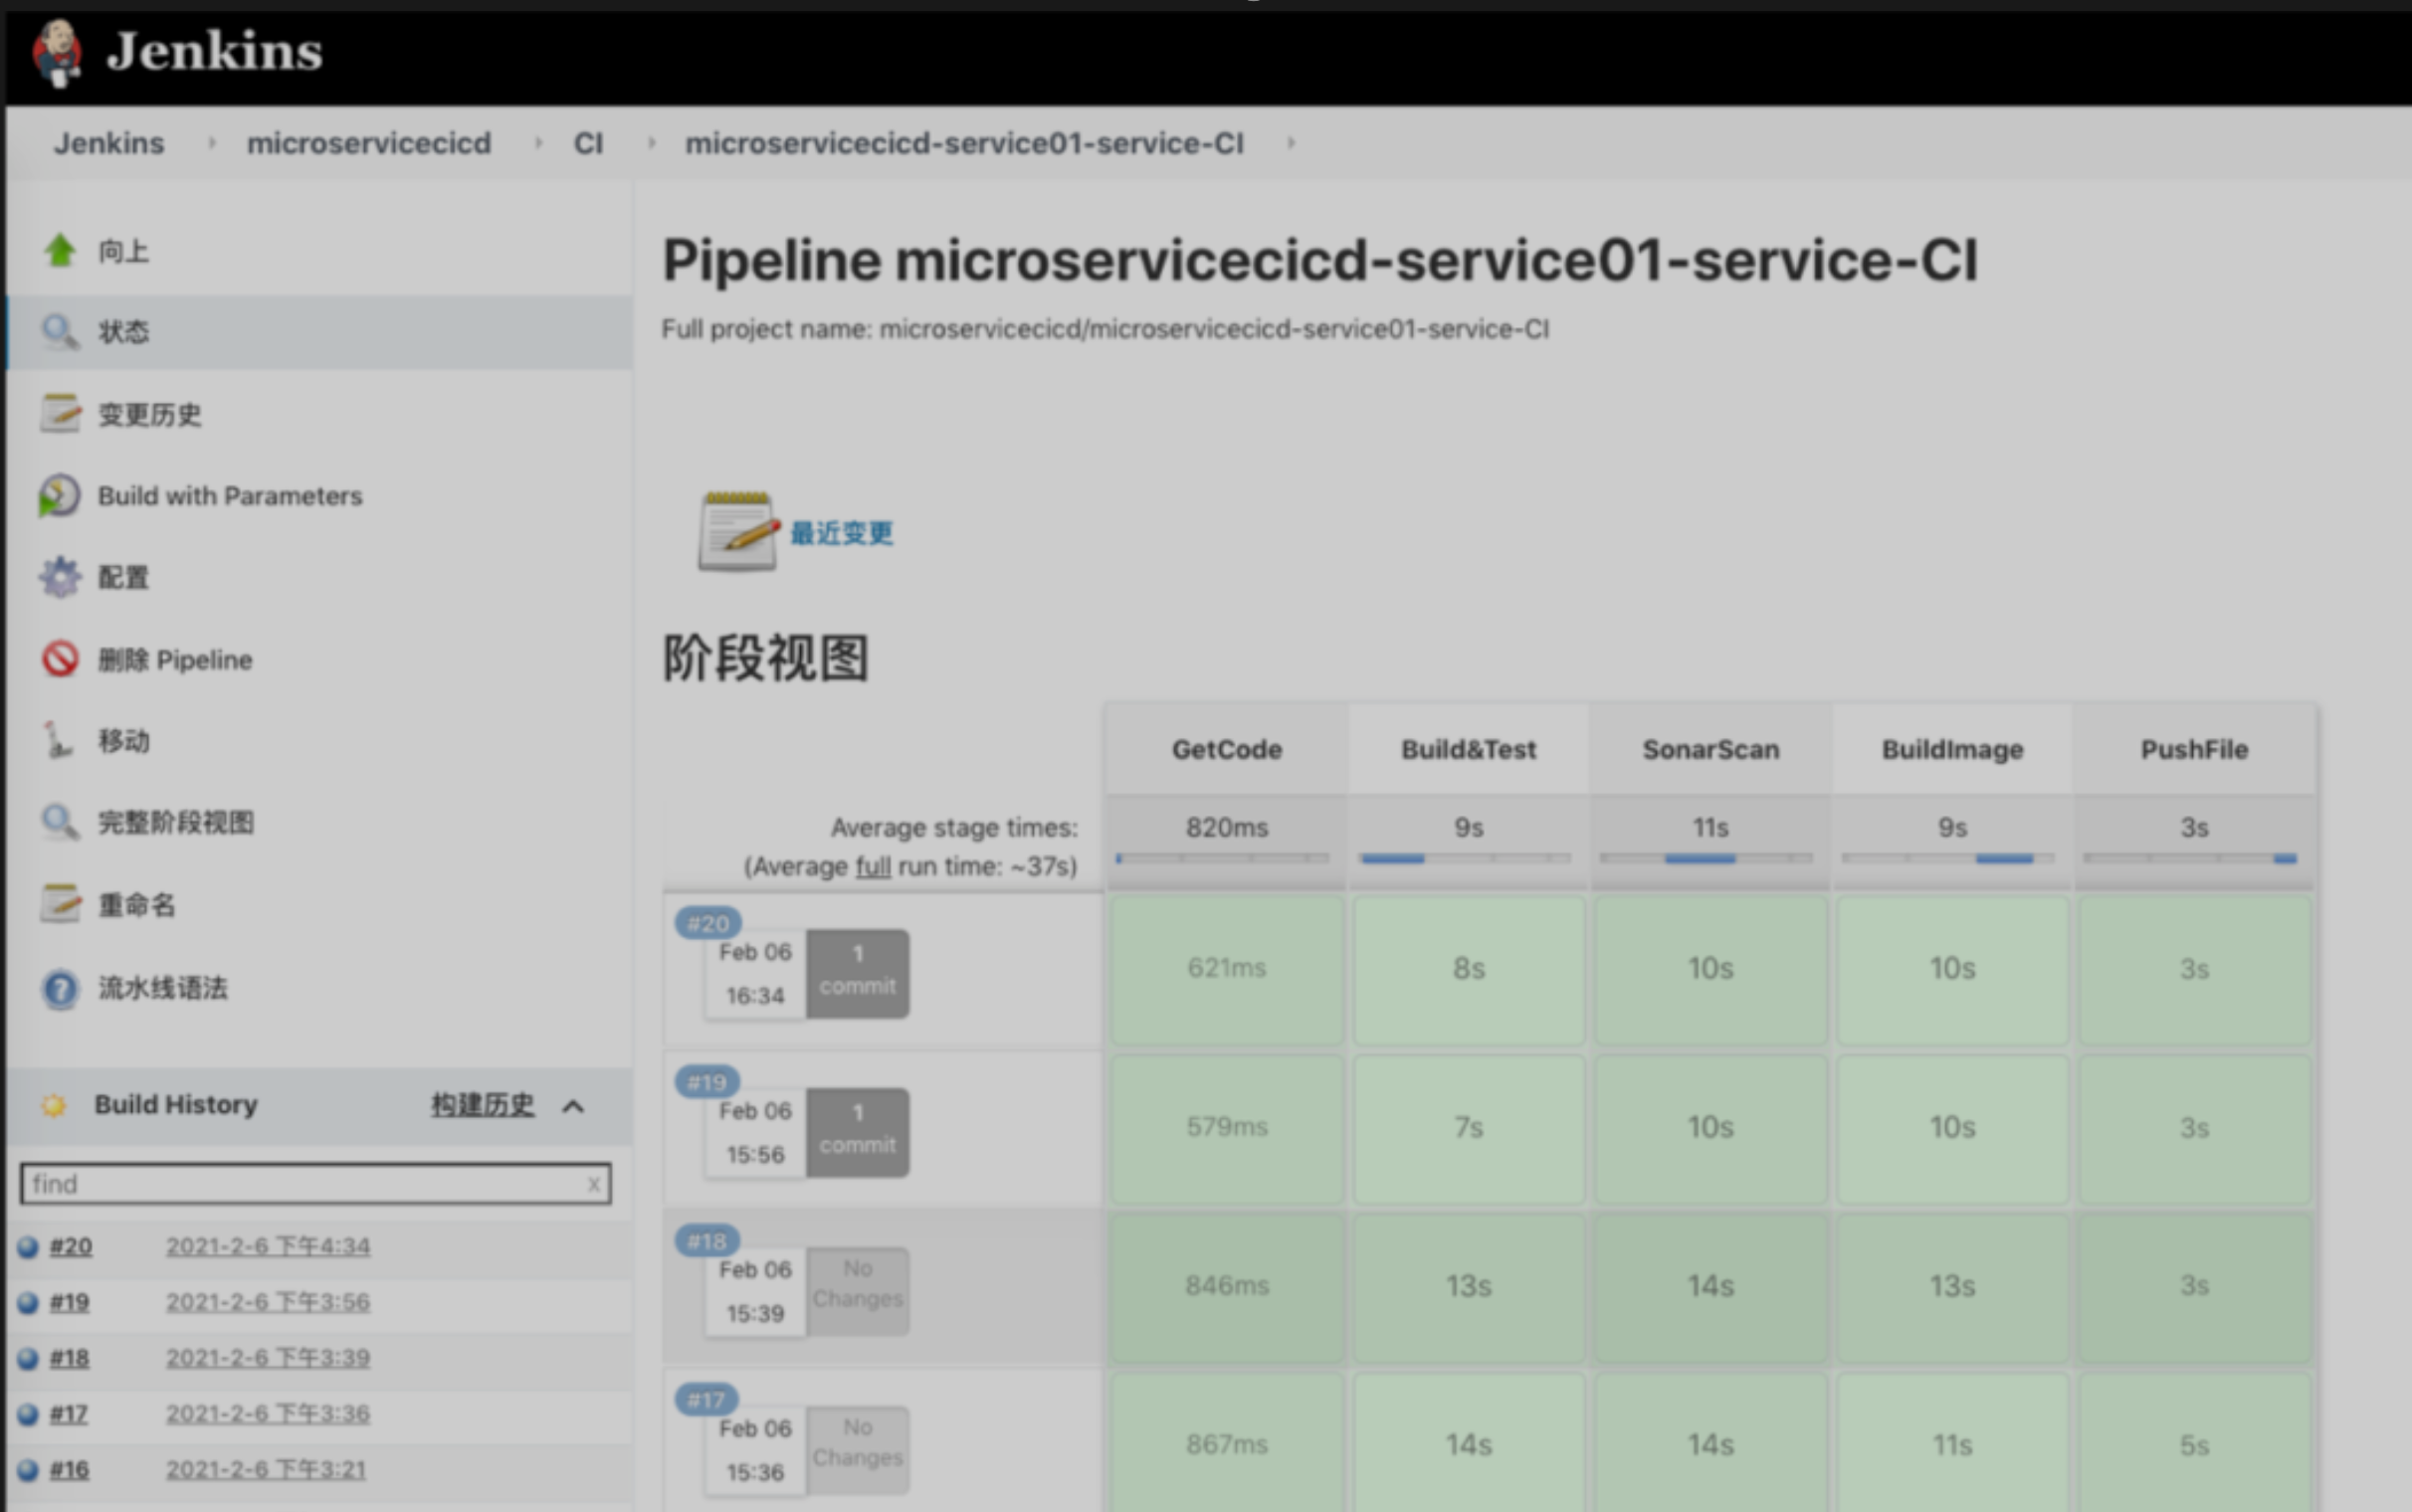 Jenkins
Jenkins microservicecicd CI microservicecicd-service01-service-CI
向上
状态
变更历史
Build with Parameters
配置
删除 Pipeline
移动
完整阶段视图
重命名
流水线语法
Build History 构建历史
find x
#20 2021-2-6 下午4:34
#19 2021-2-6 下午3:56
#18 2021-2-6 下午3:39
#17 2021-2-6 下午3:36
#16 2021-2-6 下午3:21
Pipeline microservicecicd-service01-service-CI
Full project name: microservicecicd/microservicecicd-service01-service-CI
最近变更
阶段视图
GetCode Build&Test SonarScan BuildImage PushFile
Average stage times: 820ms 9s 11s 9s 3s
(Average full run time: ~37s)
#20
Feb 06 1
16:34 commit
621ms 8s 10s 10s 3s
#19
Feb 06 1
15:56 commit
579ms 7s 10s 10s 3s
#18
Feb 06 No
15:39 Changes
846ms 13s 14s 13s 3s
#17
Feb 06 No
15:36 Changes
867ms 14s 14s 11s 5s